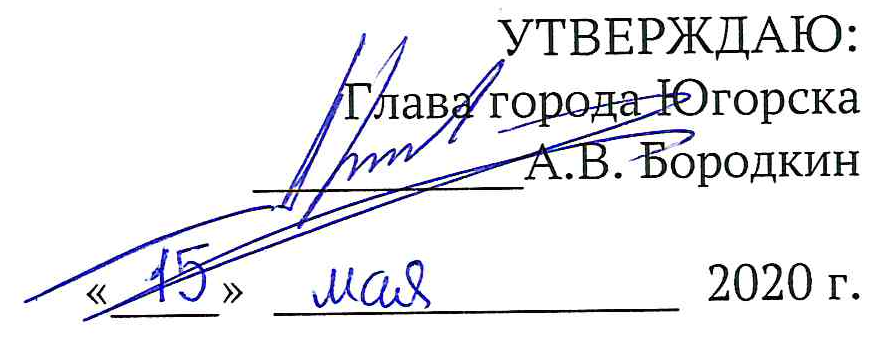 УТВЕРЖДАЮ:
Глава города Югорска
А.В. Бородкин
« 15 » мая 2020 г.